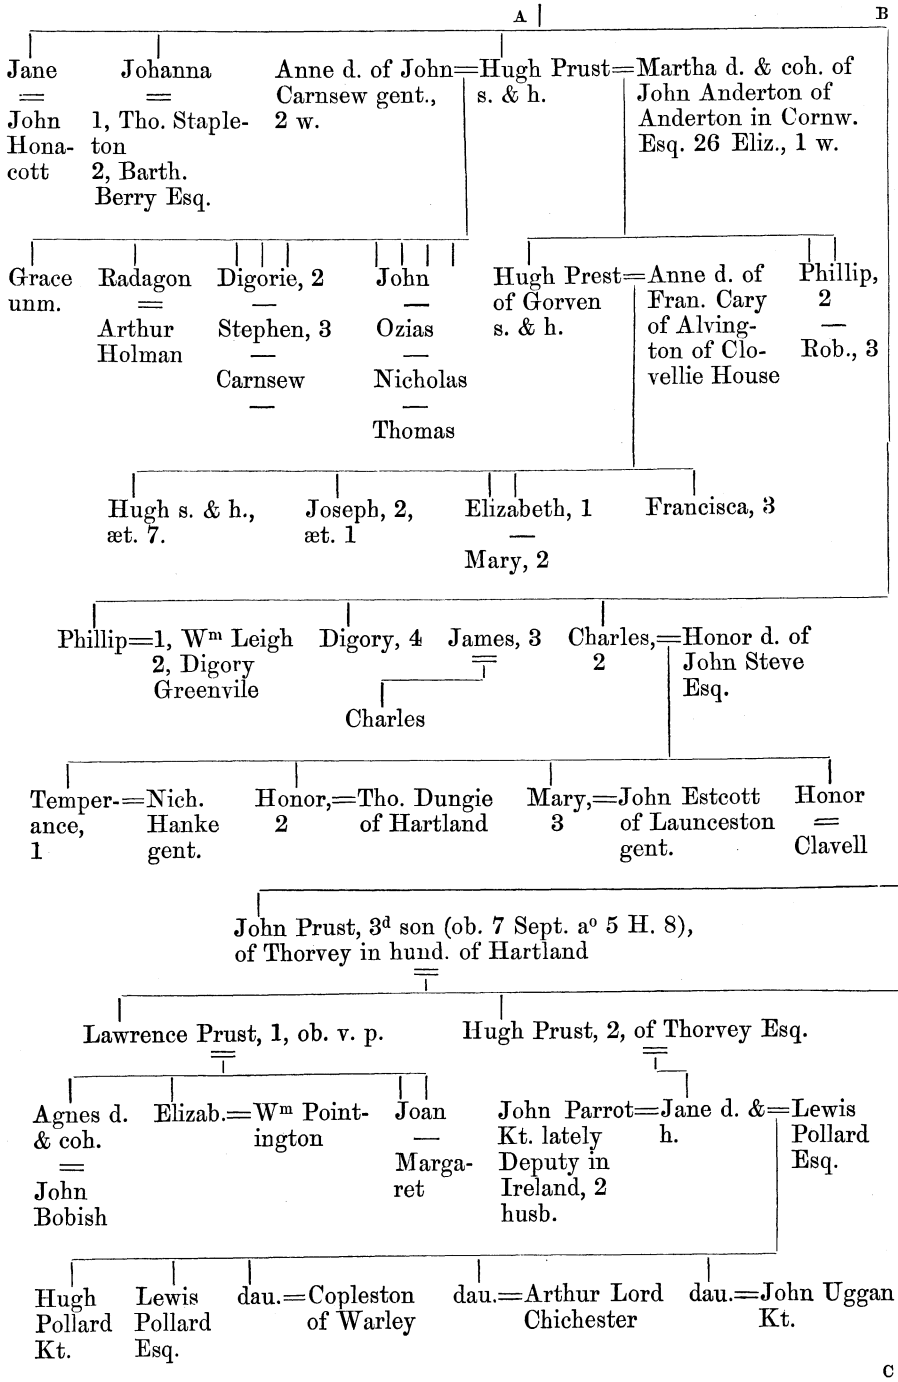 A B
Jane Johanna Anne d. of John=Hugh Prust=Martha d. & coh. of
= = Carnsew gent., s. & h. John Anderton of
John 1, Tho. Staple- 2 w. Anderton in Cornw.
Hona- ton Esq. 26 Eliz., 1 w.
cott 2, Barth.
Berry Esq.
Grace Radagon Digorie, 2 John Hugh Prest=Anne d. of Phillip,
unm. = — — of Gorven Fran. Cary 2
Arthur Stephen, 3 Ozias s. & h. of Alving- —
Holman — — ton of Clo- Rob., 3
Carnsew Nicholas vellie House
— —
Thomas
Hugh s. & h., Joseph, 2, Elizabeth, 1 Francisca, 3
æt. 7. æt. 1 —
Mary, 2
Phillip=1, Wm Leigh Digory, 4 James, 3 Charles,=Honor d. of
2, Digory = 2 John Steve
Greenvile Esq.
Charles
Temper-=Nich. Honor,=Tho. Dungie Mary,=John Estcott Honor
ance, Hanke 2 of Hartland 3 of Launceston =
1 gent. gent. Clavell
John Prust, 3d son (ob. 7 Sept. ao 5 H. 8),
of Thorvey in hund. of Hartland
=
Lawrence Prust, 1, ob. v. p. Hugh Prust, 2, of Thorvey Esq.
= =
Agnes d. Elizab.=Wm Point- Joan John Parrot=Jane d. &=Lewis
& coh. ington — Kt. lately h. Pollard
= Marga- Deputy in Esq.
John ret Ireland, 2
Bobish husb.
Hugh Lewis dau.=Copleston dau.=Arthur Lord dau.=John Uggan
Pollard Pollard of Warley Chichester Kt.
Kt. Esq.
C